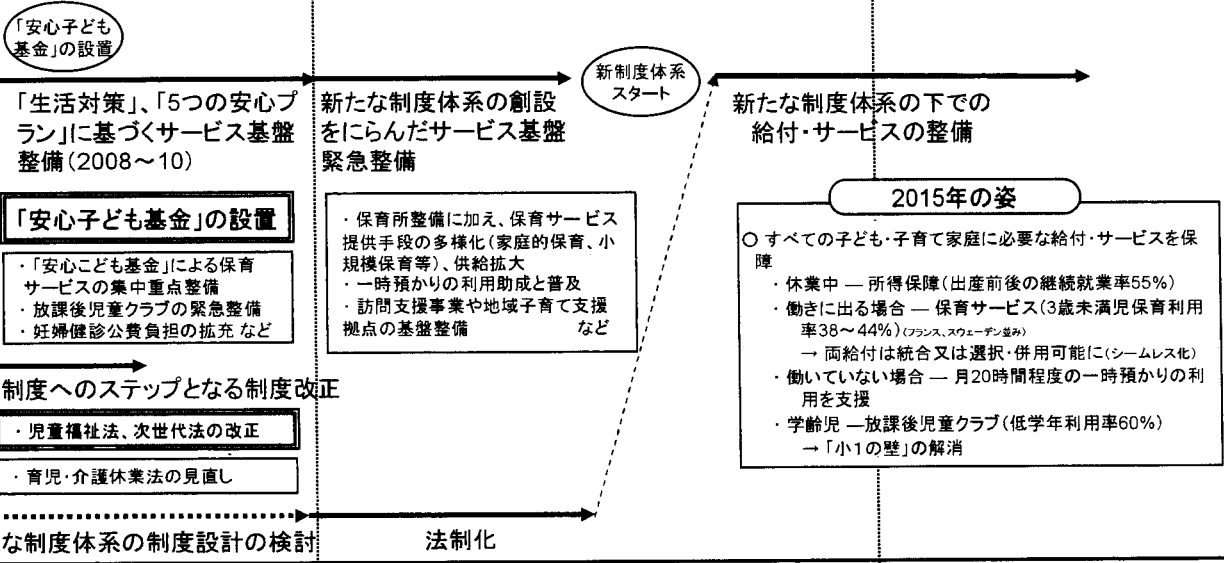 「安心子ども
基金」の設置
新制度体系
スタート
「生活対策」、「5つの安心プ
ラン」に基づくサービス基盤
整備(2008～10)
新たな制度体系の創設
をにらんだサービス基盤
緊急整備
新たな制度体系の下での
給付・サービスの整備
「安心子ども基金」の設置
・「安心こども基金」による保育
サービスの集中重点整備
・放課後児童クラブの緊急整備
・妊婦健診公費負担の拡充 など
・保育所整備に加え、保育サービス
提供手段の多様化(家庭的保育、小
規模保育等)、供給拡大
・一時預かりの利用助成と普及
・訪問支援事業や地域子育て支援
拠点の基盤整備 など
2015年の姿
○ すべての子ども・子育て家庭に必要な給付・サービスを保
障
・休業中 ― 所得保障(出産前後の継続就業率55%)
・働きに出る場合 ― 保育サービス(3歳未満児保育利用
率38～44%)(フランス、スウェーデン並み)
→ 両給付は統合又は選択・併用可能に(シームレス化)
・働いていない場合 ― 月20時間程度の一時預かりの利
用を支援
・学齢児 ―放課後児童クラブ(低学年利用率60%)
→「小1の壁」の解消
制度へのステップとなる制度改正
・児童福祉法、次世代法の改正
・育児・介護休業法の見直し
な制度体系の制度設計の検討
法制化